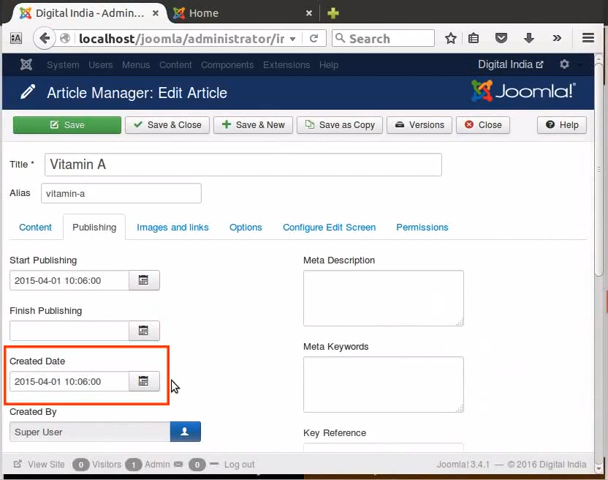 Digital India - Admin...
Home
localhost/joomla/administrator/ir
Search
System Users Menus Content Components Extensions Help
Digital India
Article Manager: Edit Article
Joomla!
Save
Save & Close
Save & New
Save as Copy
Versions
Close
Help
Title *
Vitamin A
Alias
vitamin-a
Content Publishing Images and links Options Configure Edit Screen Permissions
Start Publishing
2015-04-01 10:06:00
Finish Publishing
Created Date
2015-04-01 10:06:00
Created By
Super User
Meta Description
Meta Keywords
Key Reference
View Site 0 Visitors 1 Admin 0 Log out
Joomla! 3.4.1 — © 2016 Digital India